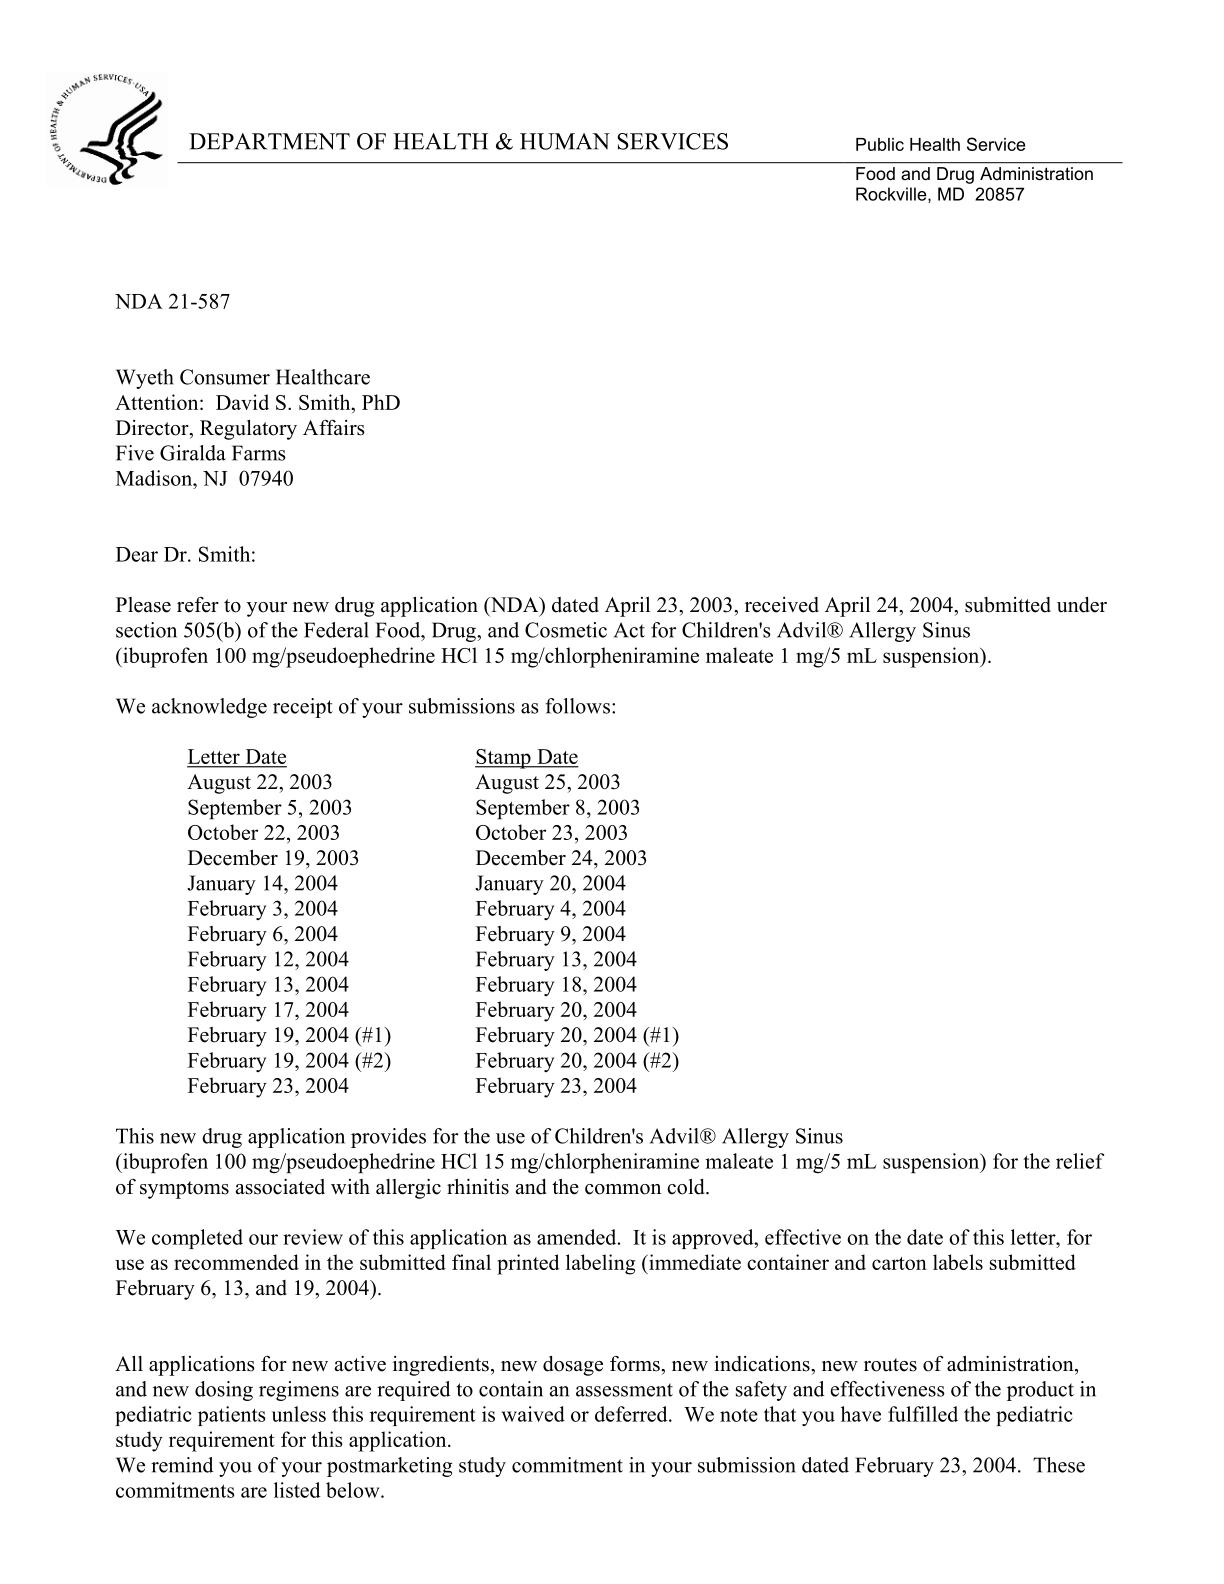 DEPARTMENT OF HEALTH & HUMAN SERVICES·USA
DEPARTMENT OF HEALTH & HUMAN SERVICES
Public Health Service
Food and Drug Administration
Rockville, MD 20857
NDA 21-587
Wyeth Consumer Healthcare
Attention: David S. Smith, PhD
Director, Regulatory Affairs
Five Giralda Farms
Madison, NJ 07940
Dear Dr. Smith:
Please refer to your new drug application (NDA) dated April 23, 2003, received April 24, 2004, submitted under
section 505(b) of the Federal Food, Drug, and Cosmetic Act for Children's Advil® Allergy Sinus
(ibuprofen 100 mg/pseudoephedrine HCl 15 mg/chlorpheniramine maleate 1 mg/5 mL suspension).
We acknowledge receipt of your submissions as follows:
Letter Date Stamp Date
August 22, 2003 August 25, 2003
September 5, 2003 September 8, 2003
October 22, 2003 October 23, 2003
December 19, 2003 December 24, 2003
January 14, 2004 January 20, 2004
February 3, 2004 February 4, 2004
February 6, 2004 February 9, 2004
February 12, 2004 February 13, 2004
February 13, 2004 February 18, 2004
February 17, 2004 February 20, 2004
February 19, 2004 (#1) February 20, 2004 (#1)
February 19, 2004 (#2) February 20, 2004 (#2)
February 23, 2004 February 23, 2004
This new drug application provides for the use of Children's Advil® Allergy Sinus
(ibuprofen 100 mg/pseudoephedrine HCl 15 mg/chlorpheniramine maleate 1 mg/5 mL suspension) for the relief
of symptoms associated with allergic rhinitis and the common cold.
We completed our review of this application as amended. It is approved, effective on the date of this letter, for
use as recommended in the submitted final printed labeling (immediate container and carton labels submitted
February 6, 13, and 19, 2004).
All applications for new active ingredients, new dosage forms, new indications, new routes of administration,
and new dosing regimens are required to contain an assessment of the safety and effectiveness of the product in
pediatric patients unless this requirement is waived or deferred. We note that you have fulfilled the pediatric
study requirement for this application.
We remind you of your postmarketing study commitment in your submission dated February 23, 2004. These
commitments are listed below.